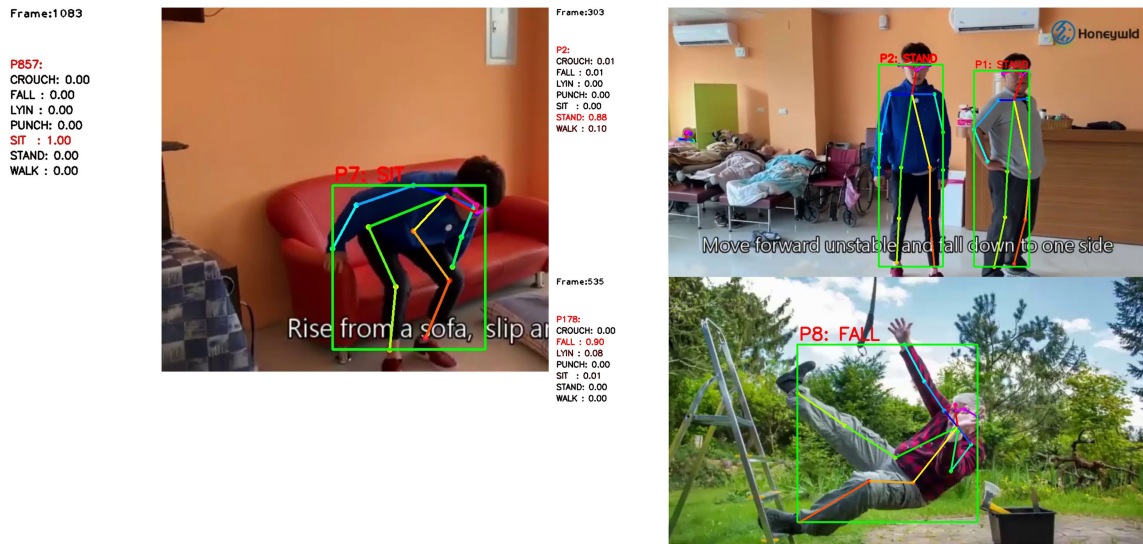 Frame:1083
P857:
CROUCH: 0.00
FALL : 0.00
LYIN : 0.00
PUNCH: 0.00
SIT : 1.00
STAND: 0.00
WALK : 0.00
P7: SIT
Rise from a sofa, slip an
Frame:303
P2:
CROUCH: 0.01
FALL : 0.01
LYIN : 0.00
PUNCH: 0.00
SIT : 0.00
STAND: 0.88
WALK : 0.10
Honeywld
P2: STAND
P1: STAND
Move forward unstable and fall down to one side
Frame:535
P178:
CROUCH: 0.00
FALL : 0.90
LYIN : 0.08
PUNCH: 0.00
SIT : 0.01
STAND: 0.00
WALK : 0.00
P8: FALL